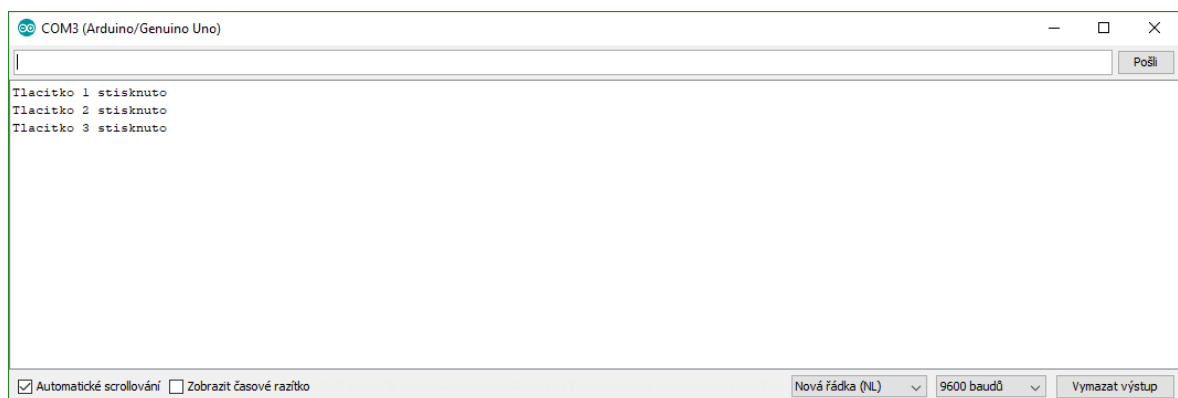 COM3 (Arduino/Genuino Uno)
Pošli
Tlacitko 1 stisknuto
Tlacitko 2 stisknuto
Tlacitko 3 stisknuto
Automatické scrollování Zobrazit časové razítko Nová řádka (NL) 9600 baudů Vymazat výstup